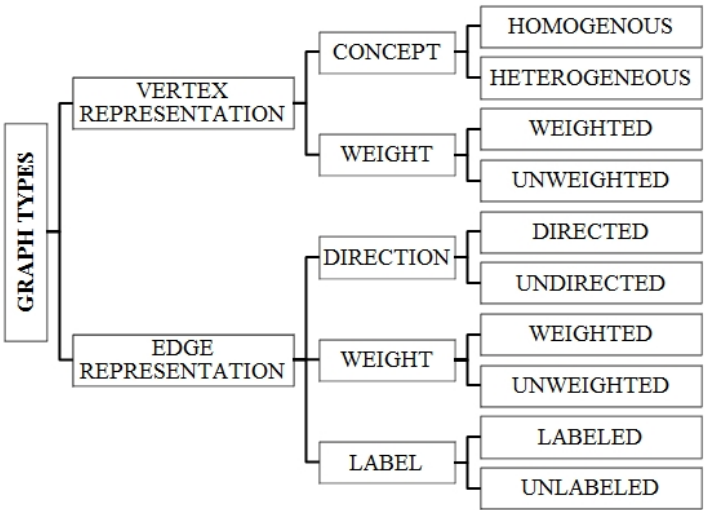 GRAPH TYPES
VERTEX
REPRESENTATION
CONCEPT
HOMOGENOUS
HETEROGENEOUS
WEIGHT
WEIGHTED
UNWEIGHTED
EDGE
REPRESENTATION
DIRECTION
DIRECTED
UNDIRECTED
WEIGHT
WEIGHTED
UNWEIGHTED
LABEL
LABELED
UNLABELED